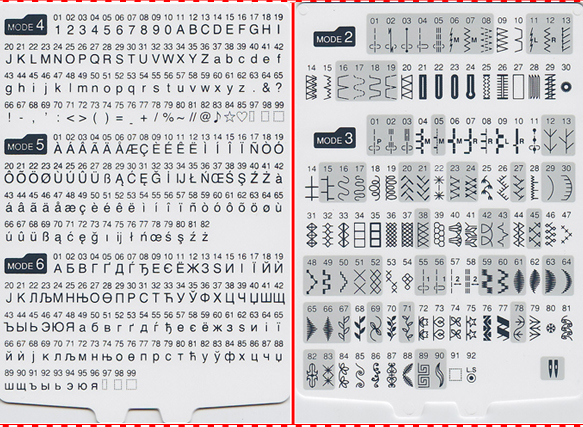 MODE 4
01 02 03 04 05 06 07 08 09 10 11 12 13 14 15 16 17 18 19
1 2 3 4 5 6 7 8 9 0 A B C D E F G H I
20 21 22 23 24 25 26 27 28 29 30 31 32 33 34 35 36 37 38 39 40 41 42
J K L M N O P Q R S T U V W X Y Z a b c d e f
43 44 45 46 47 48 49 50 51 52 53 54 55 56 57 58 59 60 61 62 63 64 65
g h i j k l m n o p q r s t u v w x y z . & ?
66 67 68 69 70 71 72 73 74 75 76 77 78 79 80 81 82 83 97 98 99
! - , ' : < > ( ) = _ + / % ~ // @ ♪ ☆ ♡
MODE 5
01 02 03 04 05 06 07 08 09 10 11 12 13 14 15 16 17 18 19
À Á Â Ã Ä Å Æ Ç È É Ê Ë Ì Í Î Ï Ñ Ò Ó
20 21 22 23 24 25 26 27 28 29 30 31 32 33 34 35 36 37 38 39 40 41 42
Ô Õ Ö Ø Ù Ú Û Ü ß Ą Ć Ę Ğ İ IJ Ł Ń Œ Ś Ş Ź Ż à
43 44 45 46 47 48 49 50 51 52 53 54 55 56 57 58 59 60 61 62 63 64 65
á â ã ä å æ ç è é ê ë ì í î ï ñ ò ó ô õ ö ø ù
66 67 68 69 70 71 72 73 74 75 76 77 78 79 80 81 82
ú û ü ß ą ć ę ğ ı ij ł ń œ ś ş ź ż
MODE 6
01 02 03 04 05 06 07 08 09 10 11 12 13 14 15 16 17 18 19
А Б В Г Ґ Д Ѓ Ђ Е Ѐ Ё Ж З Ѕ И І Ї Ѝ Й
20 21 22 23 24 25 26 27 28 29 30 31 32 33 34 35 36 37 38 39 40 41 42
Ј К Л Љ М Н Њ О Ө П Р С Т Ћ У Ў Ф Х Ц Ч Џ Ш Щ
43 44 45 46 47 48 49 50 51 52 53 54 55 56 57 58 59 60 61 62 63 64 65
Ъ Ы Ь Э Ю Я а б в г ґ д ѓ ђ е ѐ ё ж з ѕ и і ї
66 67 68 69 70 71 72 73 74 75 76 77 78 79 80 81 82 83 84 85 86 87 88
ѝ й ј к л љ м н њ о ө п р с т ћ у ў ф х ц ч џ
89 90 91 92 93 94 95 96 97 98 99
ш щ ъ ы ь э ю я
MODE 2
01 02 03 04 05 06 07 08 09 10 11 12 13
M R
14 15 16 17 18 19 20 21 22 23 24 25 26 27 28 29 30
MODE 3
01 02 03 04 05 06 07 08 09 10 11 12 13
L M R L R
14 15 16 17 18 19 20 21 22 23 24 25 26 27 28 29 30
31 32 33 34 35 36 37 38 39 40 41 42 43 44 45 46 47
48 49 50 51 52 53 54 55 56 57 58 59 60 61 62 63 64
65 66 67 68 69 70 71 72 73 74 75 76 77 78 79 80 81
82 83 84 85 86 87 88 89 90 91 92
L S